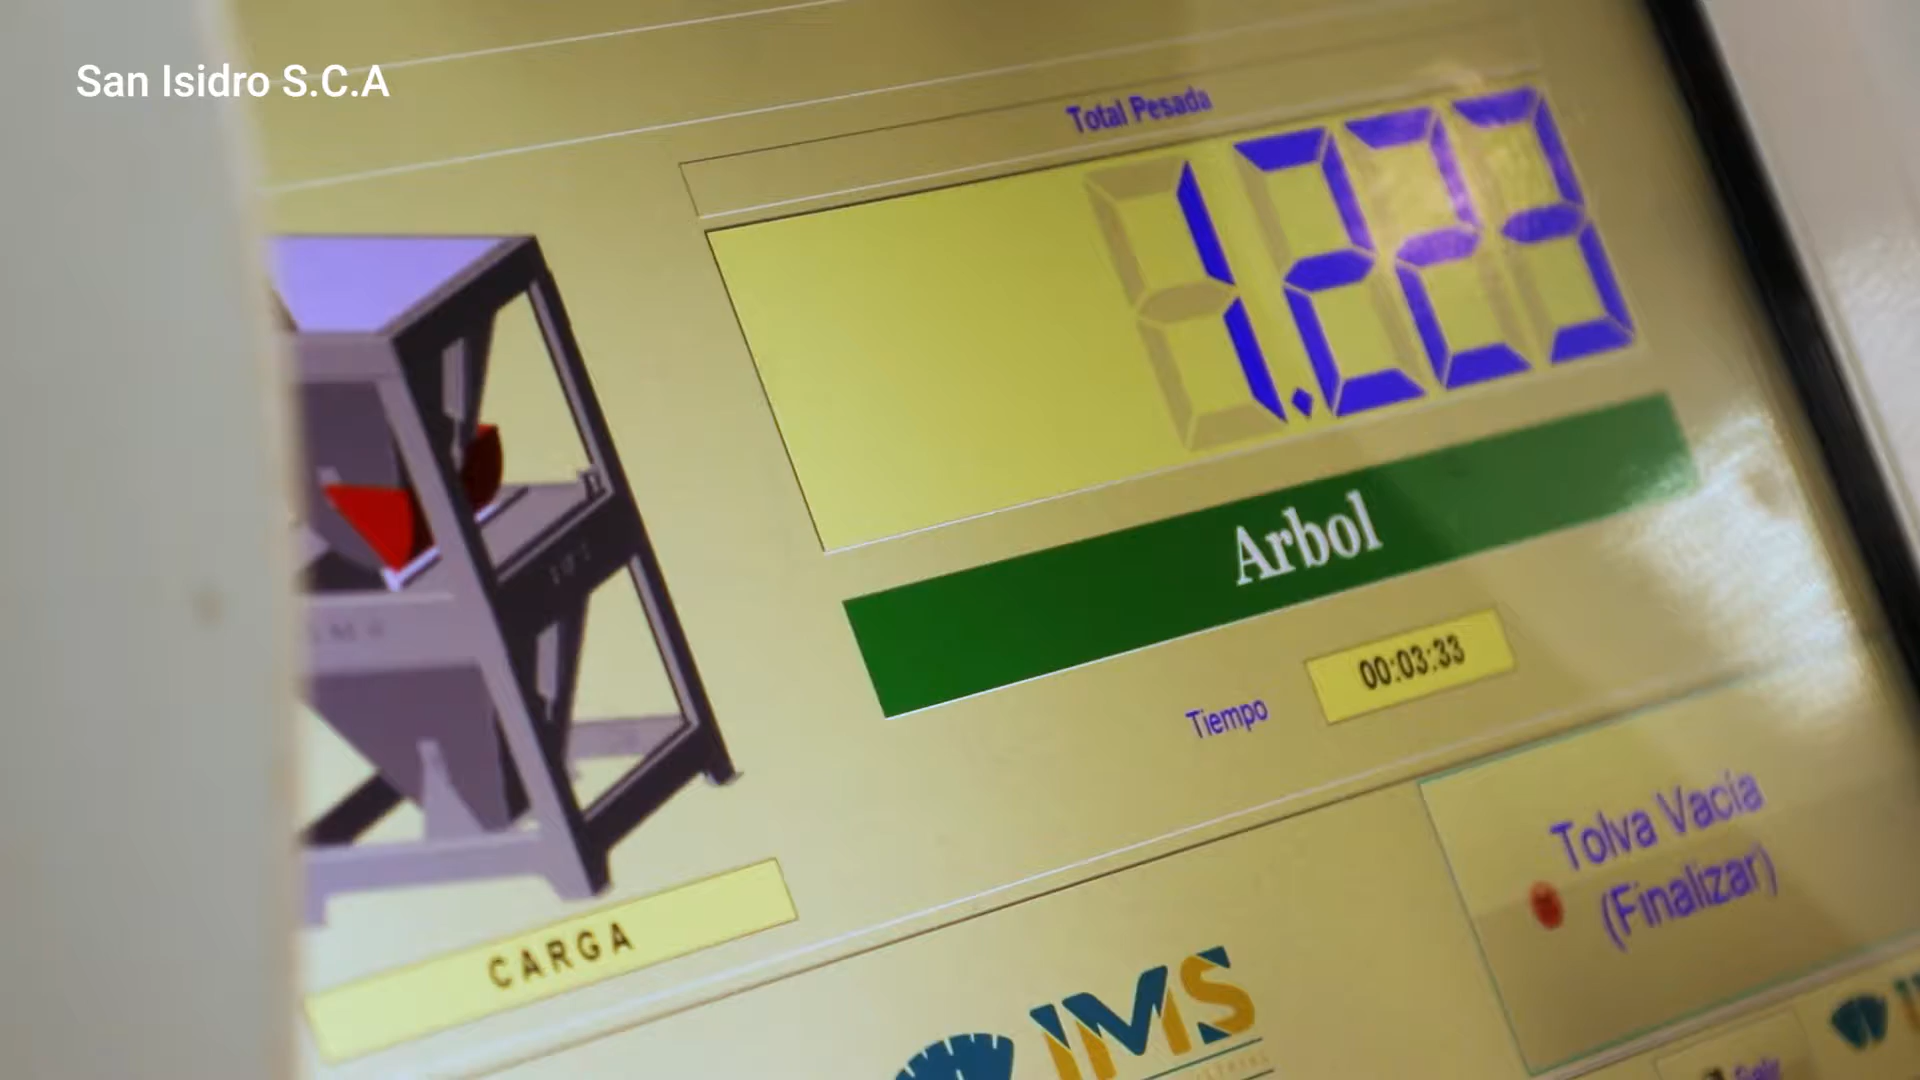 San Isidro S.C.A
Total Pesada
1.223
Arbol
Tiempo
00:03:33
Tolva Vacia
(Finalizar)
CARGA
IMS